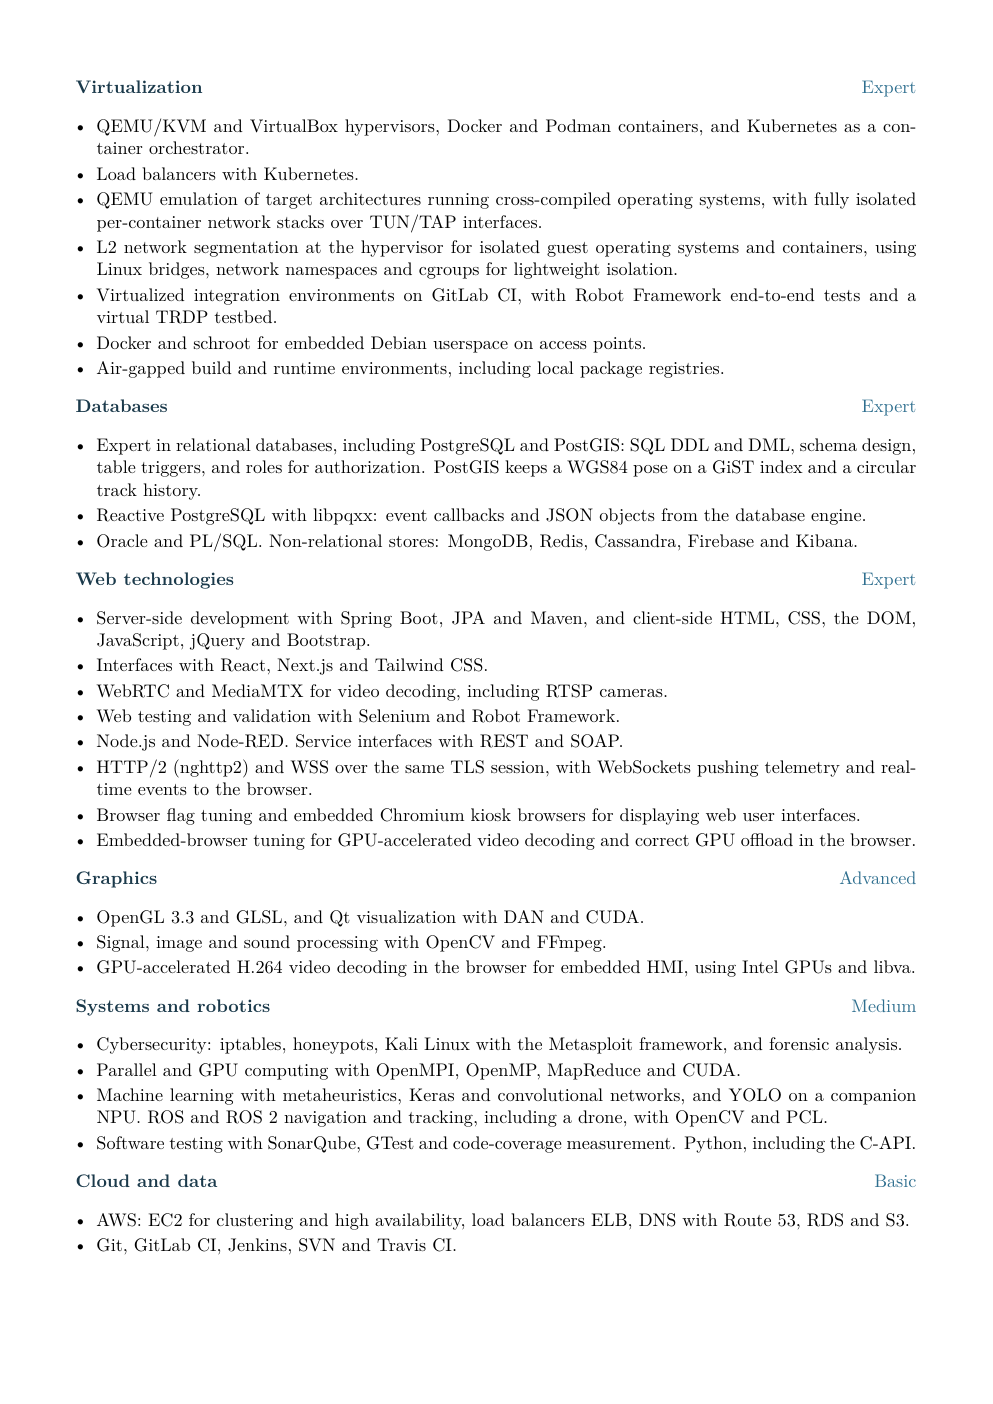 Virtualization Expert
• QEMU/KVM and VirtualBox hypervisors, Docker and Podman containers, and Kubernetes as a con-
tainer orchestrator.
• Load balancers with Kubernetes.
• QEMU emulation of target architectures running cross-compiled operating systems, with fully isolated
per-container network stacks over TUN/TAP interfaces.
• L2 network segmentation at the hypervisor for isolated guest operating systems and containers, using
Linux bridges, network namespaces and cgroups for lightweight isolation.
• Virtualized integration environments on GitLab CI, with Robot Framework end-to-end tests and a
virtual TRDP testbed.
• Docker and schroot for embedded Debian userspace on access points.
• Air-gapped build and runtime environments, including local package registries.
Databases Expert
• Expert in relational databases, including PostgreSQL and PostGIS: SQL DDL and DML, schema design,
table triggers, and roles for authorization. PostGIS keeps a WGS84 pose on a GiST index and a circular
track history.
• Reactive PostgreSQL with libpqxx: event callbacks and JSON objects from the database engine.
• Oracle and PL/SQL. Non-relational stores: MongoDB, Redis, Cassandra, Firebase and Kibana.
Web technologies Expert
• Server-side development with Spring Boot, JPA and Maven, and client-side HTML, CSS, the DOM,
JavaScript, jQuery and Bootstrap.
• Interfaces with React, Next.js and Tailwind CSS.
• WebRTC and MediaMTX for video decoding, including RTSP cameras.
• Web testing and validation with Selenium and Robot Framework.
• Node.js and Node-RED. Service interfaces with REST and SOAP.
• HTTP/2 (nghttp2) and WSS over the same TLS session, with WebSockets pushing telemetry and real-
time events to the browser.
• Browser flag tuning and embedded Chromium kiosk browsers for displaying web user interfaces.
• Embedded-browser tuning for GPU-accelerated video decoding and correct GPU offload in the browser.
Graphics Advanced
• OpenGL 3.3 and GLSL, and Qt visualization with DAN and CUDA.
• Signal, image and sound processing with OpenCV and FFmpeg.
• GPU-accelerated H.264 video decoding in the browser for embedded HMI, using Intel GPUs and libva.
Systems and robotics Medium
• Cybersecurity: iptables, honeypots, Kali Linux with the Metasploit framework, and forensic analysis.
• Parallel and GPU computing with OpenMPI, OpenMP, MapReduce and CUDA.
• Machine learning with metaheuristics, Keras and convolutional networks, and YOLO on a companion
NPU. ROS and ROS 2 navigation and tracking, including a drone, with OpenCV and PCL.
• Software testing with SonarQube, GTest and code-coverage measurement. Python, including the C-API.
Cloud and data Basic
• AWS: EC2 for clustering and high availability, load balancers ELB, DNS with Route 53, RDS and S3.
• Git, GitLab CI, Jenkins, SVN and Travis CI.